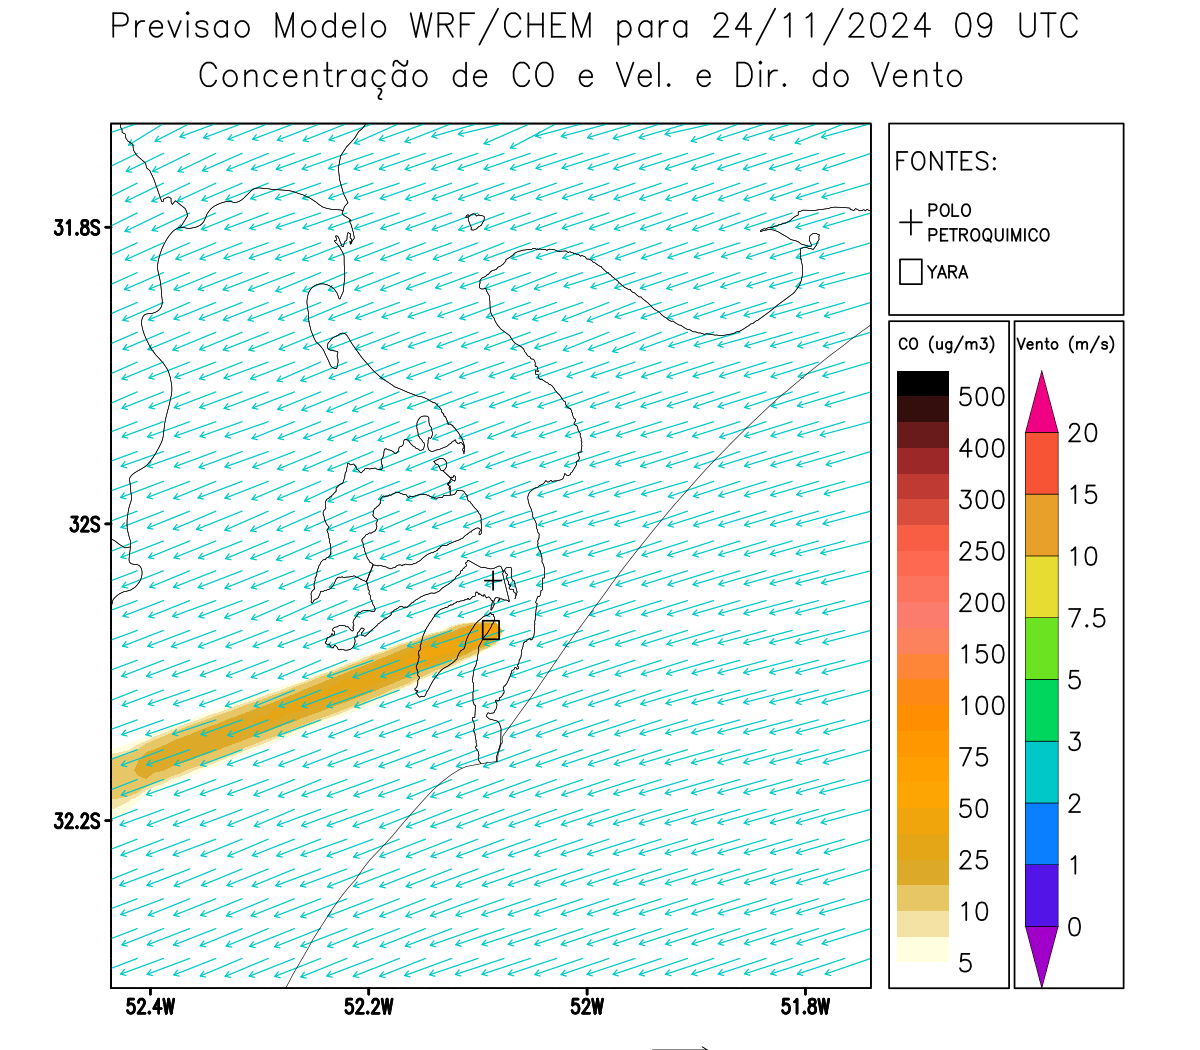 Previsao Modelo WRF/CHEM para 24/11/2024 09 UTC
Concentração de CO e Vel. e Dir. do Vento
FONTES:
POLO
PETROQUIMICO
YARA
31.8S
32S
32.2S
52.4W
52.2W
52W
51.8W
CO (ug/m3)
500
400
300
250
200
150
100
75
50
25
10
5
Vento (m/s)
20
15
10
7.5
5
3
2
1
0